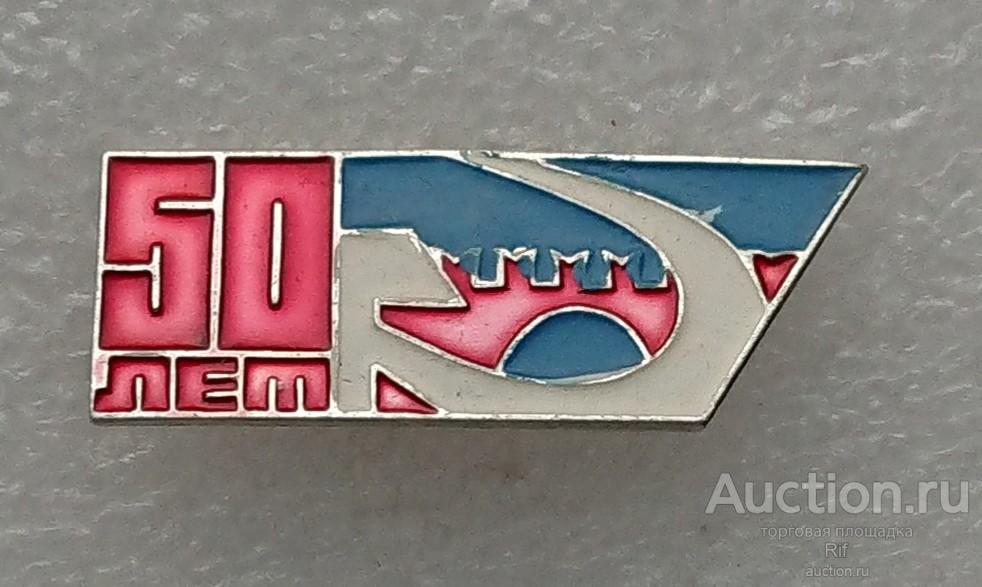 50
ЛЕТ
Auction.ru
торговая площадка
Rif
auction.ru